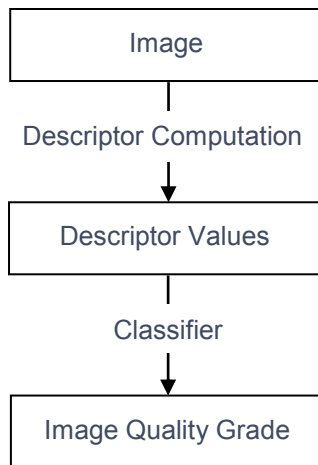 Image
Descriptor Computation
Descriptor Values
Classifier
Image Quality Grade